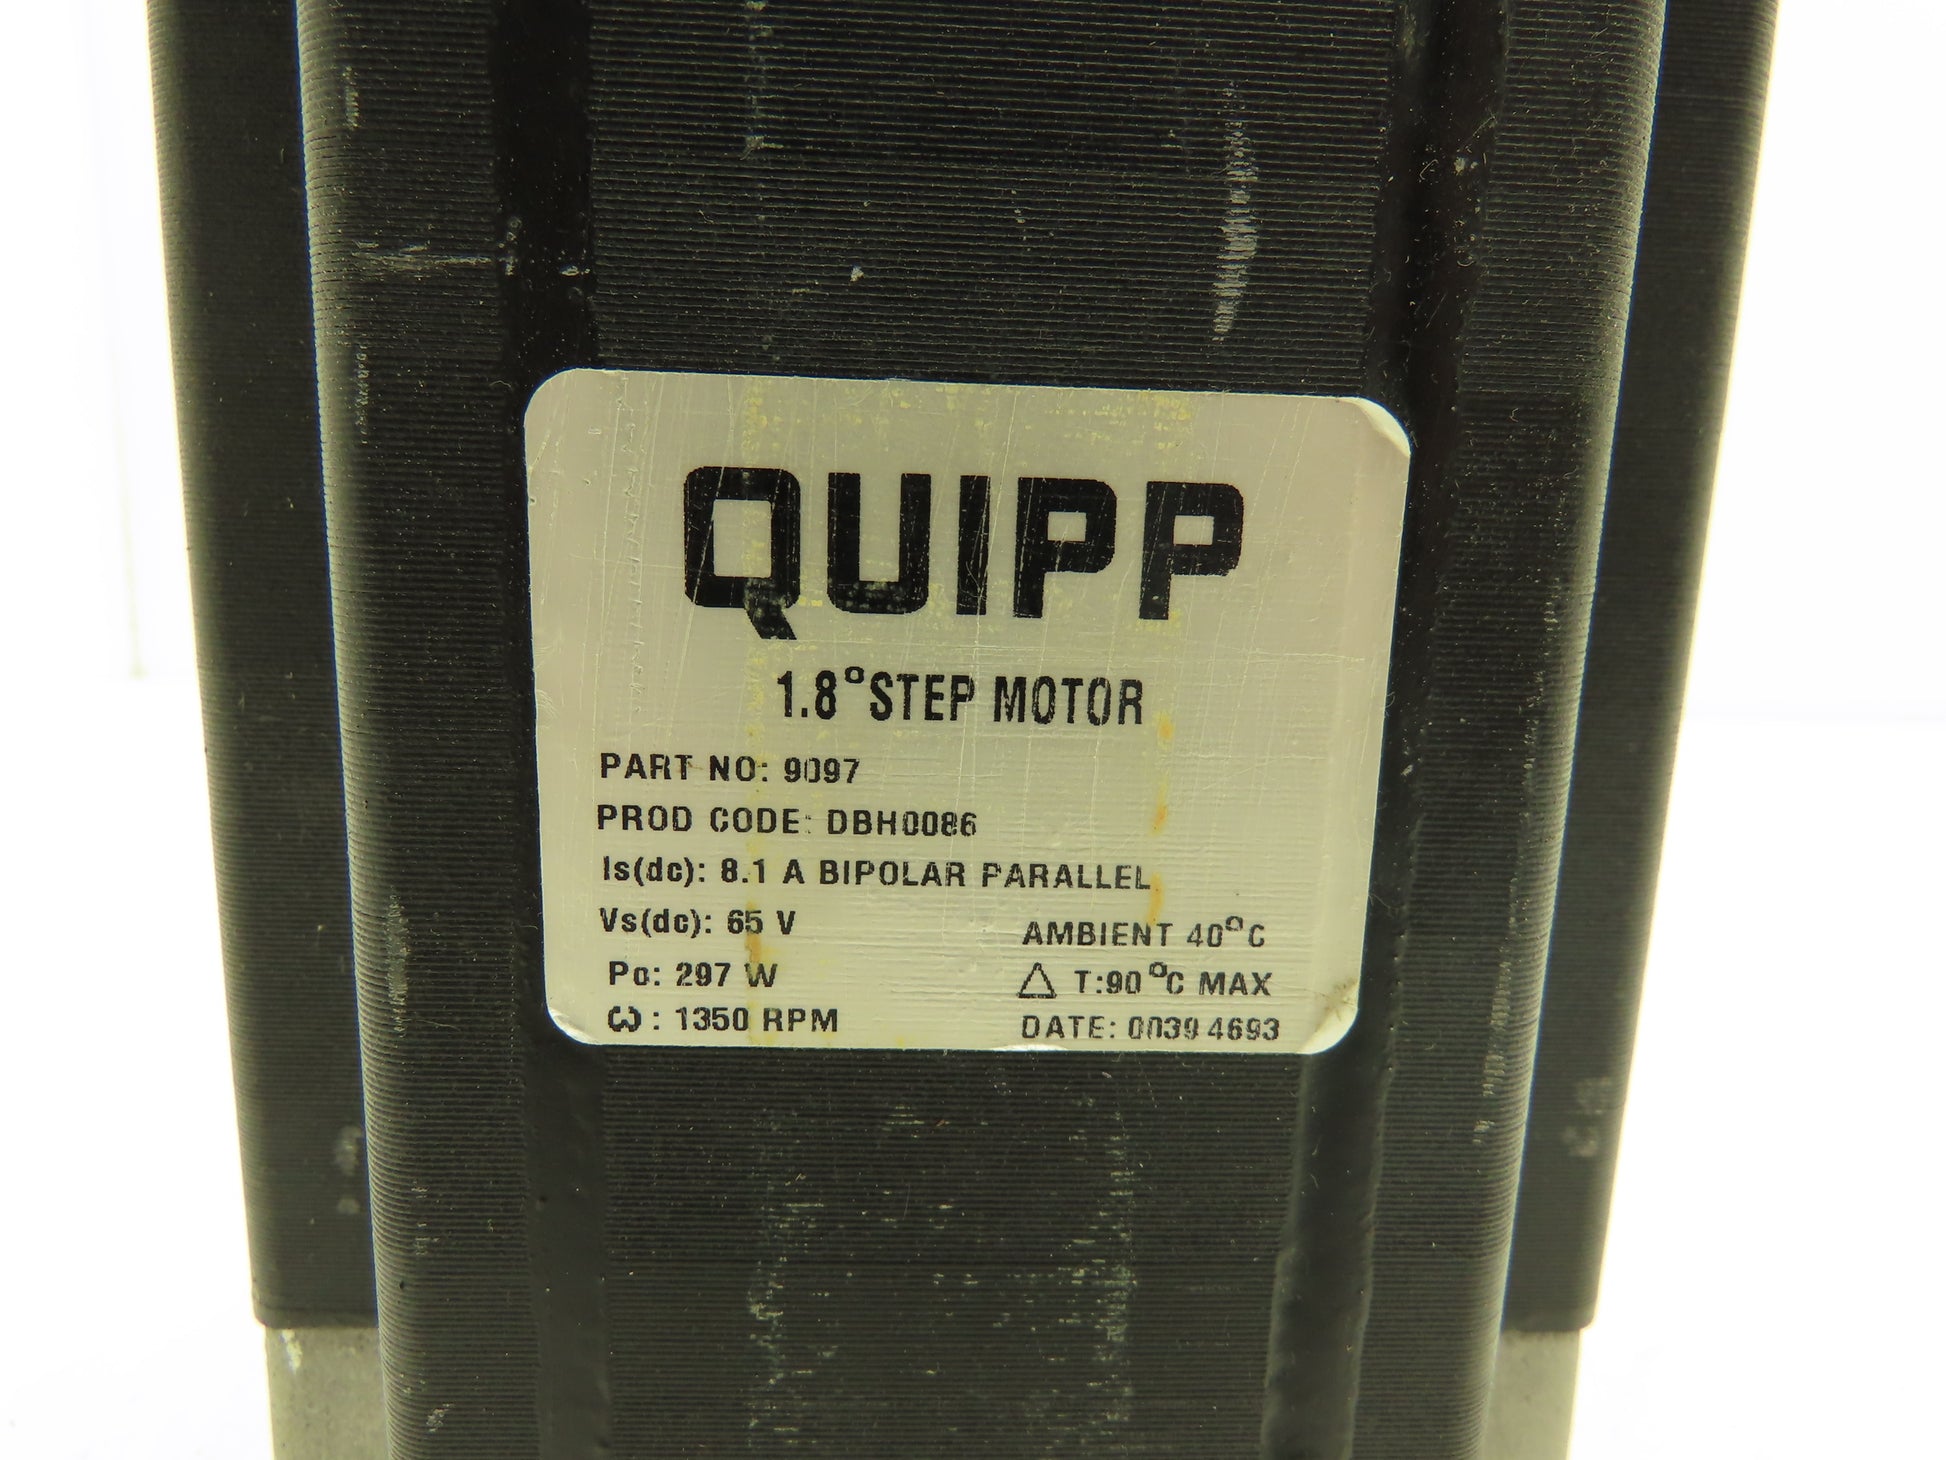 QUIPP
1.8° STEP MOTOR
PART NO: 9097
PROD CODE: DBH0086
Is(dc): 8.1 A BIPOLAR PARALLEL
Vs(dc): 65 V
AMBIENT 40°C
Po: 297 W
△ T:90°C MAX
ω: 1350 RPM
DATE: 0039 4693